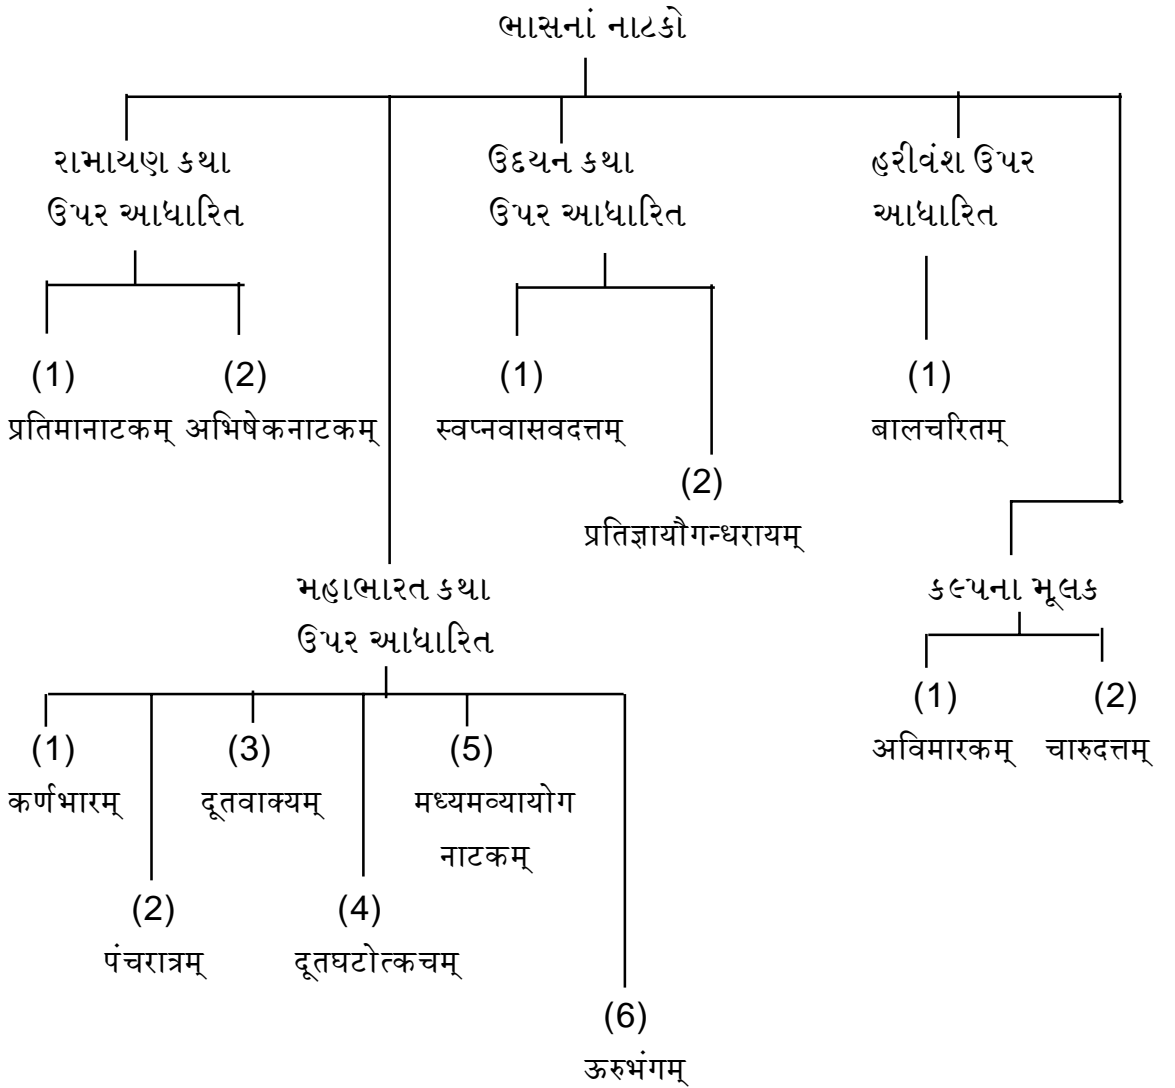 ભાસનાં નાટકો
રામાયણ કથા
ઉપર આધારિત
(1)
प्रतिमानाटकम्
(2)
अभिषेकनाटकम्
ઉદયન કથા
ઉપર આધારિત
(1)
स्वप्नवासवदत्तम्
(2)
प्रतिज्ञायौगन्धरायम्
હરીવંશ ઉપર
આધારિત
(1)
बालचरितम्
મહાભારત કથા
ઉપર આધારિત
(1)
कर्णभारम्
(2)
पंचरात्रम्
(3)
दूतवाक्यम्
(4)
दूतघटोत्कचम्
(5)
मध्यमव्यायोग
नाटकम्
(6)
ऊरुभंगम्
કલ્પના મૂલક
(1)
अविमारकम्
(2)
चारुदत्तम्